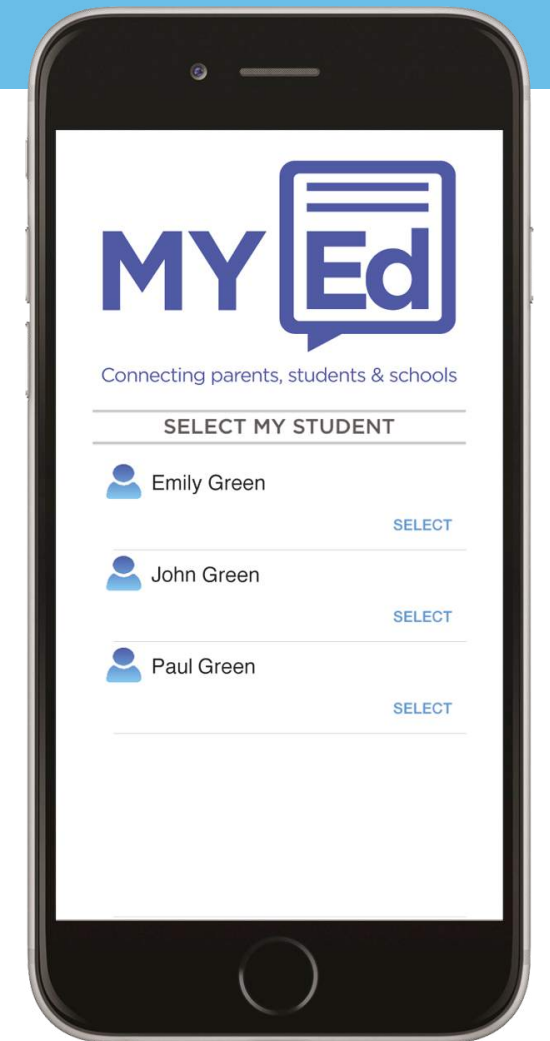 MY Ed
Connecting parents, students & schools
SELECT MY STUDENT
Emily Green
SELECT
John Green
SELECT
Paul Green
SELECT